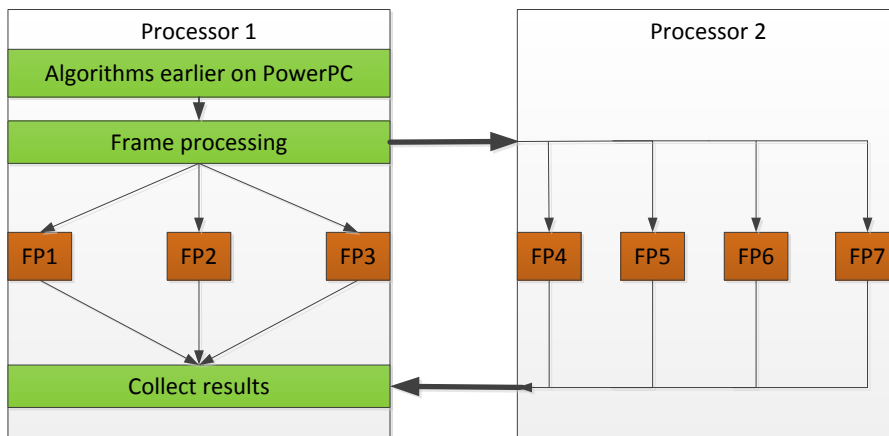 Processor 1
Processor 2
Algorithms earlier on PowerPC
Frame processing
FP1
FP2
FP3
FP4
FP5
FP6
FP7
Collect results